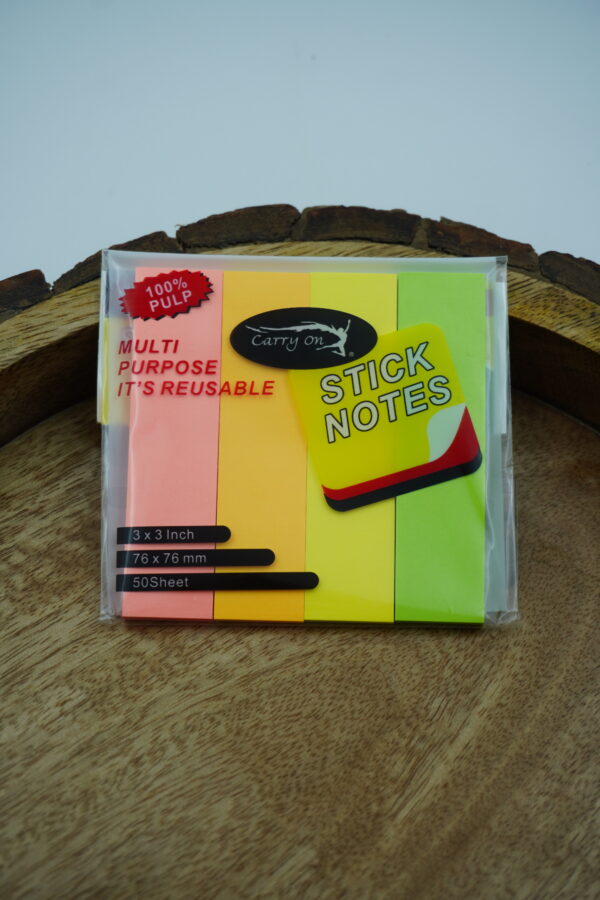 100%
PULP
MULTI
PURPOSE
IT'S REUSABLE
Carry On
®
STICK
NOTES
3 x 3 Inch
76 x 76 mm
50Sheet